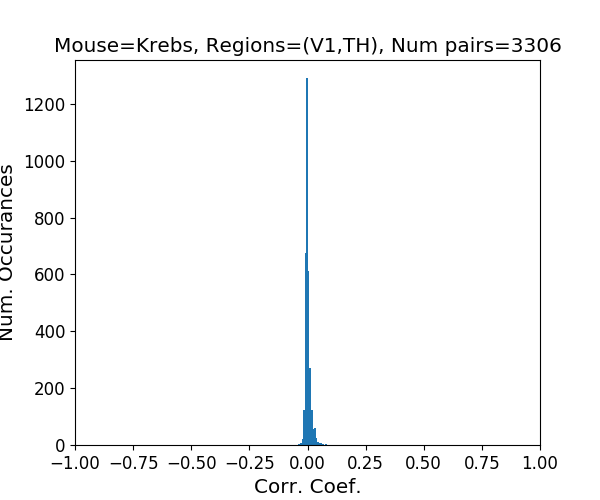 Mouse=Krebs, Regions=(V1,TH), Num pairs=3306
Num. Occurances
1200
1000
800
600
400
200
0
−1.00 −0.75 −0.50 −0.25 0.00 0.25 0.50 0.75 1.00
Corr. Coef.